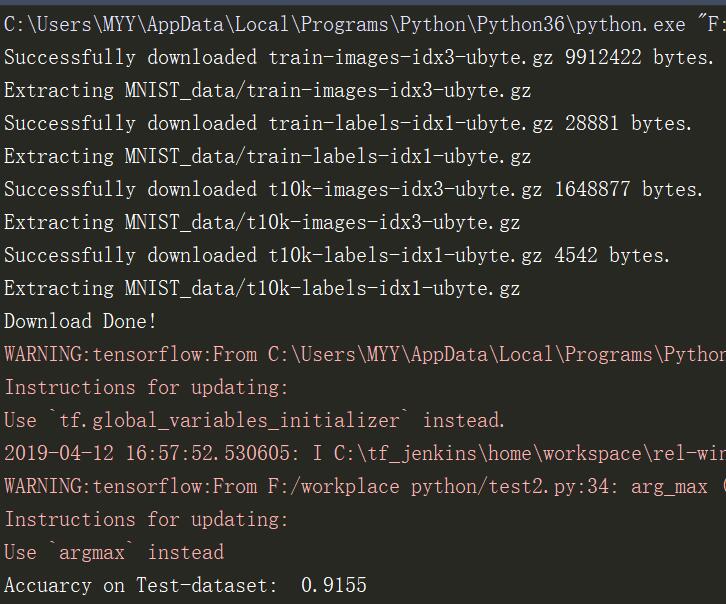 C:\Users\MYY\AppData\Local\Programs\Python\Python36\python.exe "F:
Successfully downloaded train-images-idx3-ubyte.gz 9912422 bytes.
Extracting MNIST_data/train-images-idx3-ubyte.gz
Successfully downloaded train-labels-idx1-ubyte.gz 28881 bytes.
Extracting MNIST_data/train-labels-idx1-ubyte.gz
Successfully downloaded t10k-images-idx3-ubyte.gz 1648877 bytes.
Extracting MNIST_data/t10k-images-idx3-ubyte.gz
Successfully downloaded t10k-labels-idx1-ubyte.gz 4542 bytes.
Extracting MNIST_data/t10k-labels-idx1-ubyte.gz
Download Done!
WARNING:tensorflow:From C:\Users\MYY\AppData\Local\Programs\Python
Instructions for updating:
Use `tf.global_variables_initializer` instead.
2019-04-12 16:57:52.530605: I C:\tf_jenkins\home\workspace\rel-win
WARNING:tensorflow:From F:/workplace python/test2.py:34: arg_max (
Instructions for updating:
Use `argmax` instead
Accuarcy on Test-dataset:  0.9155